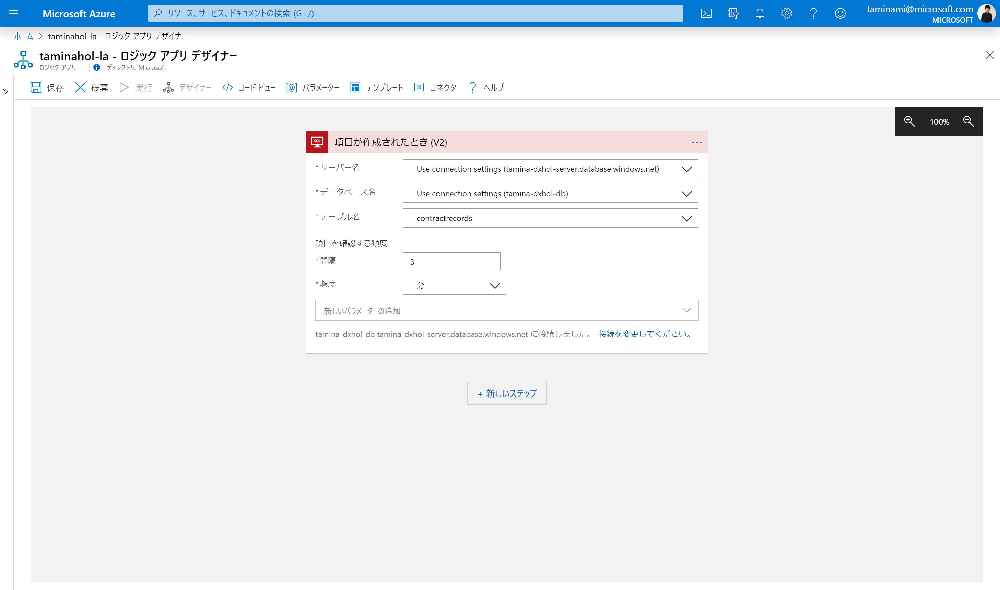 Microsoft Azure
リソース、サービス、ドキュメントの検索 (G+/)
taminami@microsoft.com
MICROSOFT
ホーム > taminahol-la - ロジック アプリ デザイナー
taminahol-la - ロジック アプリ デザイナー
ロジック アプリ
ディレクトリ: Microsoft
保存 破棄 実行 デザイナー コード ビュー パラメーター テンプレート コネクタ ヘルプ
100%
SQL
項目が作成されたとき (V2)
*サーバー名
Use connection settings (tamina-dxhol-server.database.windows.net)
*データベース名
Use connection settings (tamina-dxhol-db)
*テーブル名
contractrecords
項目を確認する頻度
*間隔
3
*頻度
分
新しいパラメーターの追加
tamina-dxhol-db tamina-dxhol-server.database.windows.net に接続しました。 接続を変更してください。
+ 新しいステップ